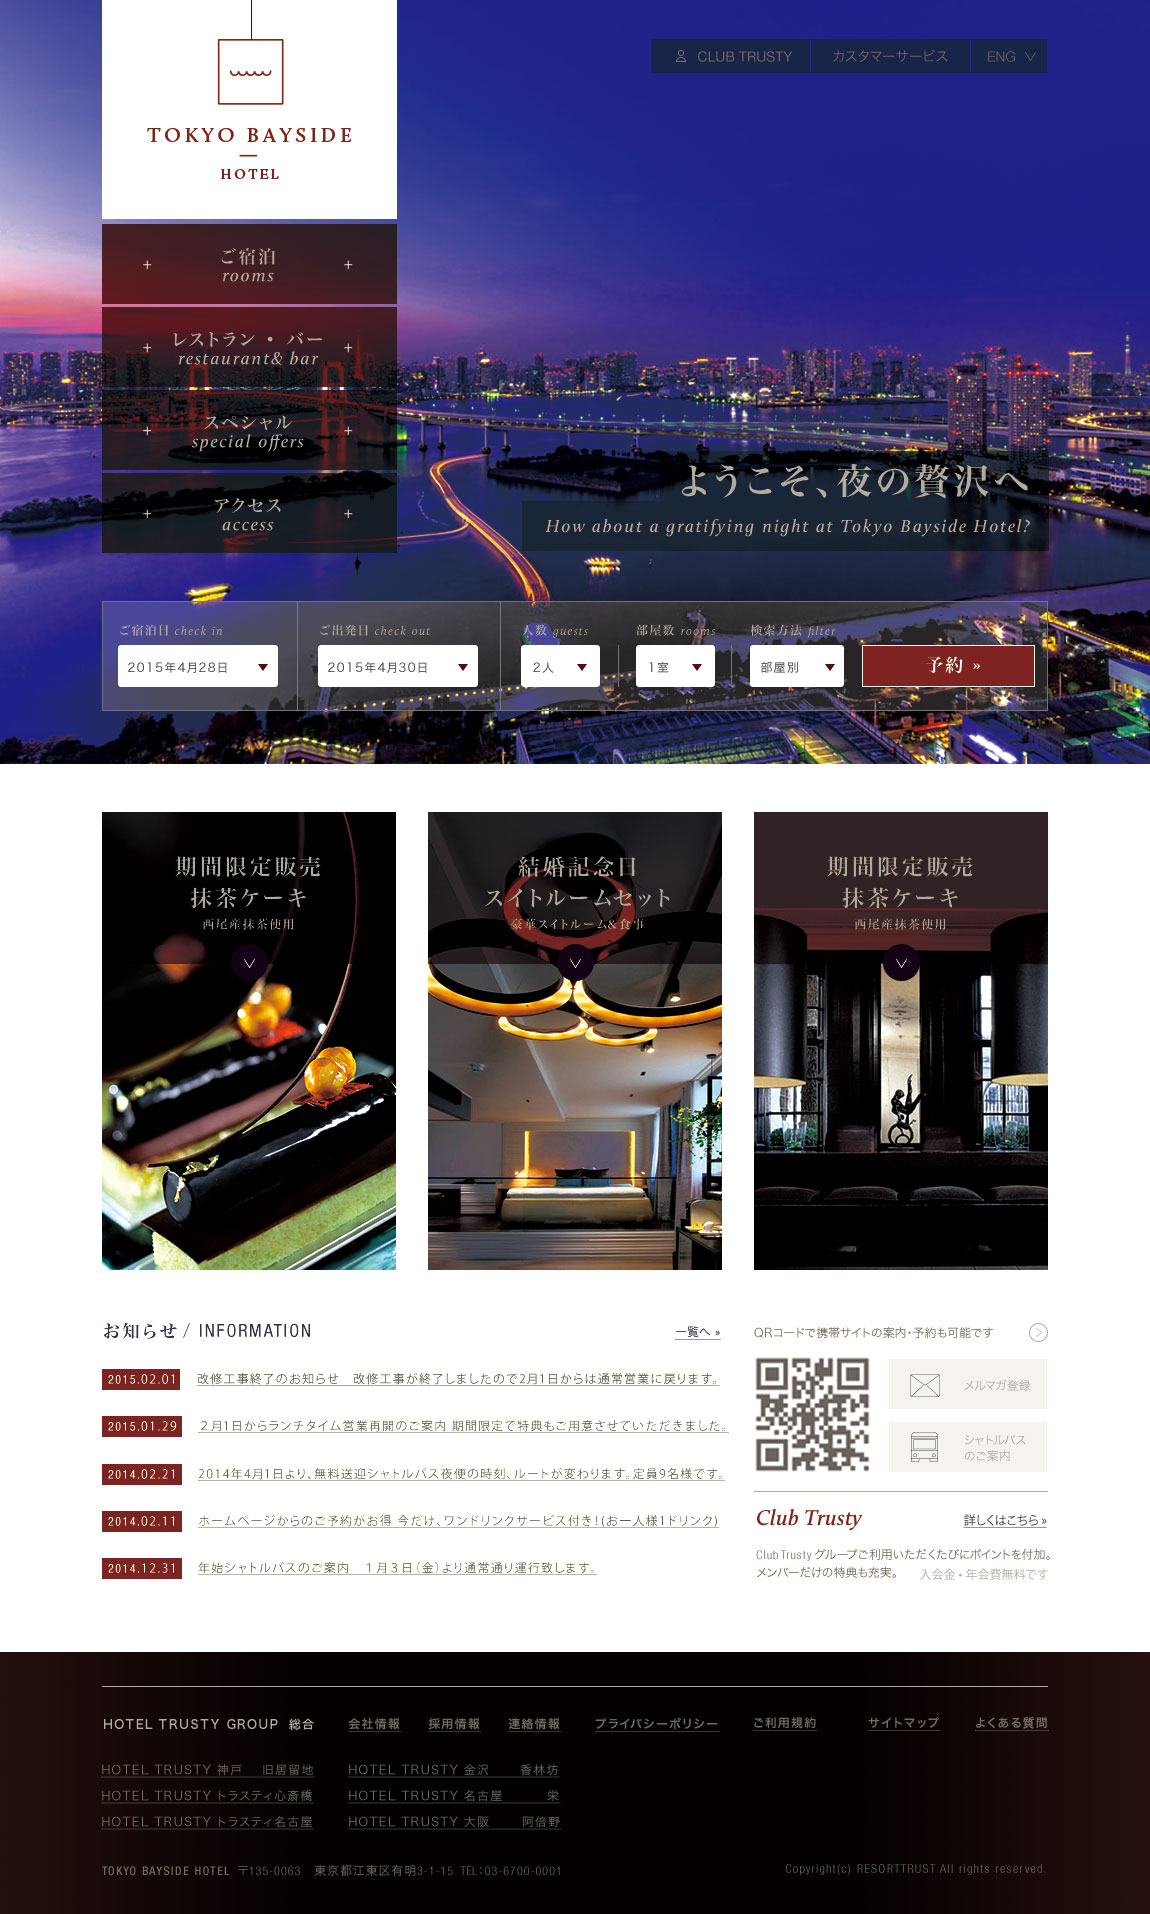 TOKYO BAYSIDE
HOTEL
CLUB TRUSTY
カスタマーサービス
ENG
ご宿泊
rooms
レストラン ・ バー
restaurant& bar
スペシャル
special offers
アクセス
access
ようこそ、夜の贅沢へ
How about a gratifying night at Tokyo Bayside Hotel?
ご宿泊日 check in
ご出発日 check out
人数 guests
部屋数 rooms
検索方法 filter
2015年4月28日
2015年4月30日
2人
1室
部屋別
予約 »
期間限定販売
抹茶ケーキ
西尾産抹茶使用
結婚記念日
スイトルームセット
豪華スイトルーム&食事
期間限定販売
抹茶ケーキ
西尾産抹茶使用
お知らせ / INFORMATION
一覧へ »
2015.02.01 改修工事終了のお知らせ　改修工事が終了しましたので2月1日からは通常営業に戻ります。
2015.01.29 ２月1日からランチタイム営業再開のご案内 期間限定で特典もご用意させていただきました。
2014.02.21 2014年4月1日より、無料送迎シャトルバス夜便の時刻、ルートが変わります。定員9名様です。
2014.02.11 ホームページからのご予約がお得 今だけ、ワンドリンクサービス付き！(お一人様1ドリンク)
2014.12.31 年始シャトルバスのご案内　１月３日（金）より通常通り運行致します。
QRコードで携帯サイトの案内・予約も可能です
メルマガ登録
シャトルバス
のご案内
Club Trusty
詳しくはこちら »
Club Trusty グループご利用いただくたびにポイントを付加。
メンバーだけの特典も充実。 入会金・年会費無料です
HOTEL TRUSTY GROUP 総合
会社情報
採用情報
連絡情報
プライバシーポリシー
ご利用規約
サイトマップ
よくある質問
HOTEL TRUSTY 神戸　旧居留地
HOTEL TRUSTY 金沢　香林坊
HOTEL TRUSTY トラスティ心斎橋
HOTEL TRUSTY 名古屋　栄
HOTEL TRUSTY トラスティ名古屋
HOTEL TRUSTY 大阪　阿倍野
TOKYO BAYSIDE HOTEL 〒135-0063　東京都江東区有明3-1-15 TEL：03-6700-0001
Copyright(c) RESORTTRUST All rights reserved.